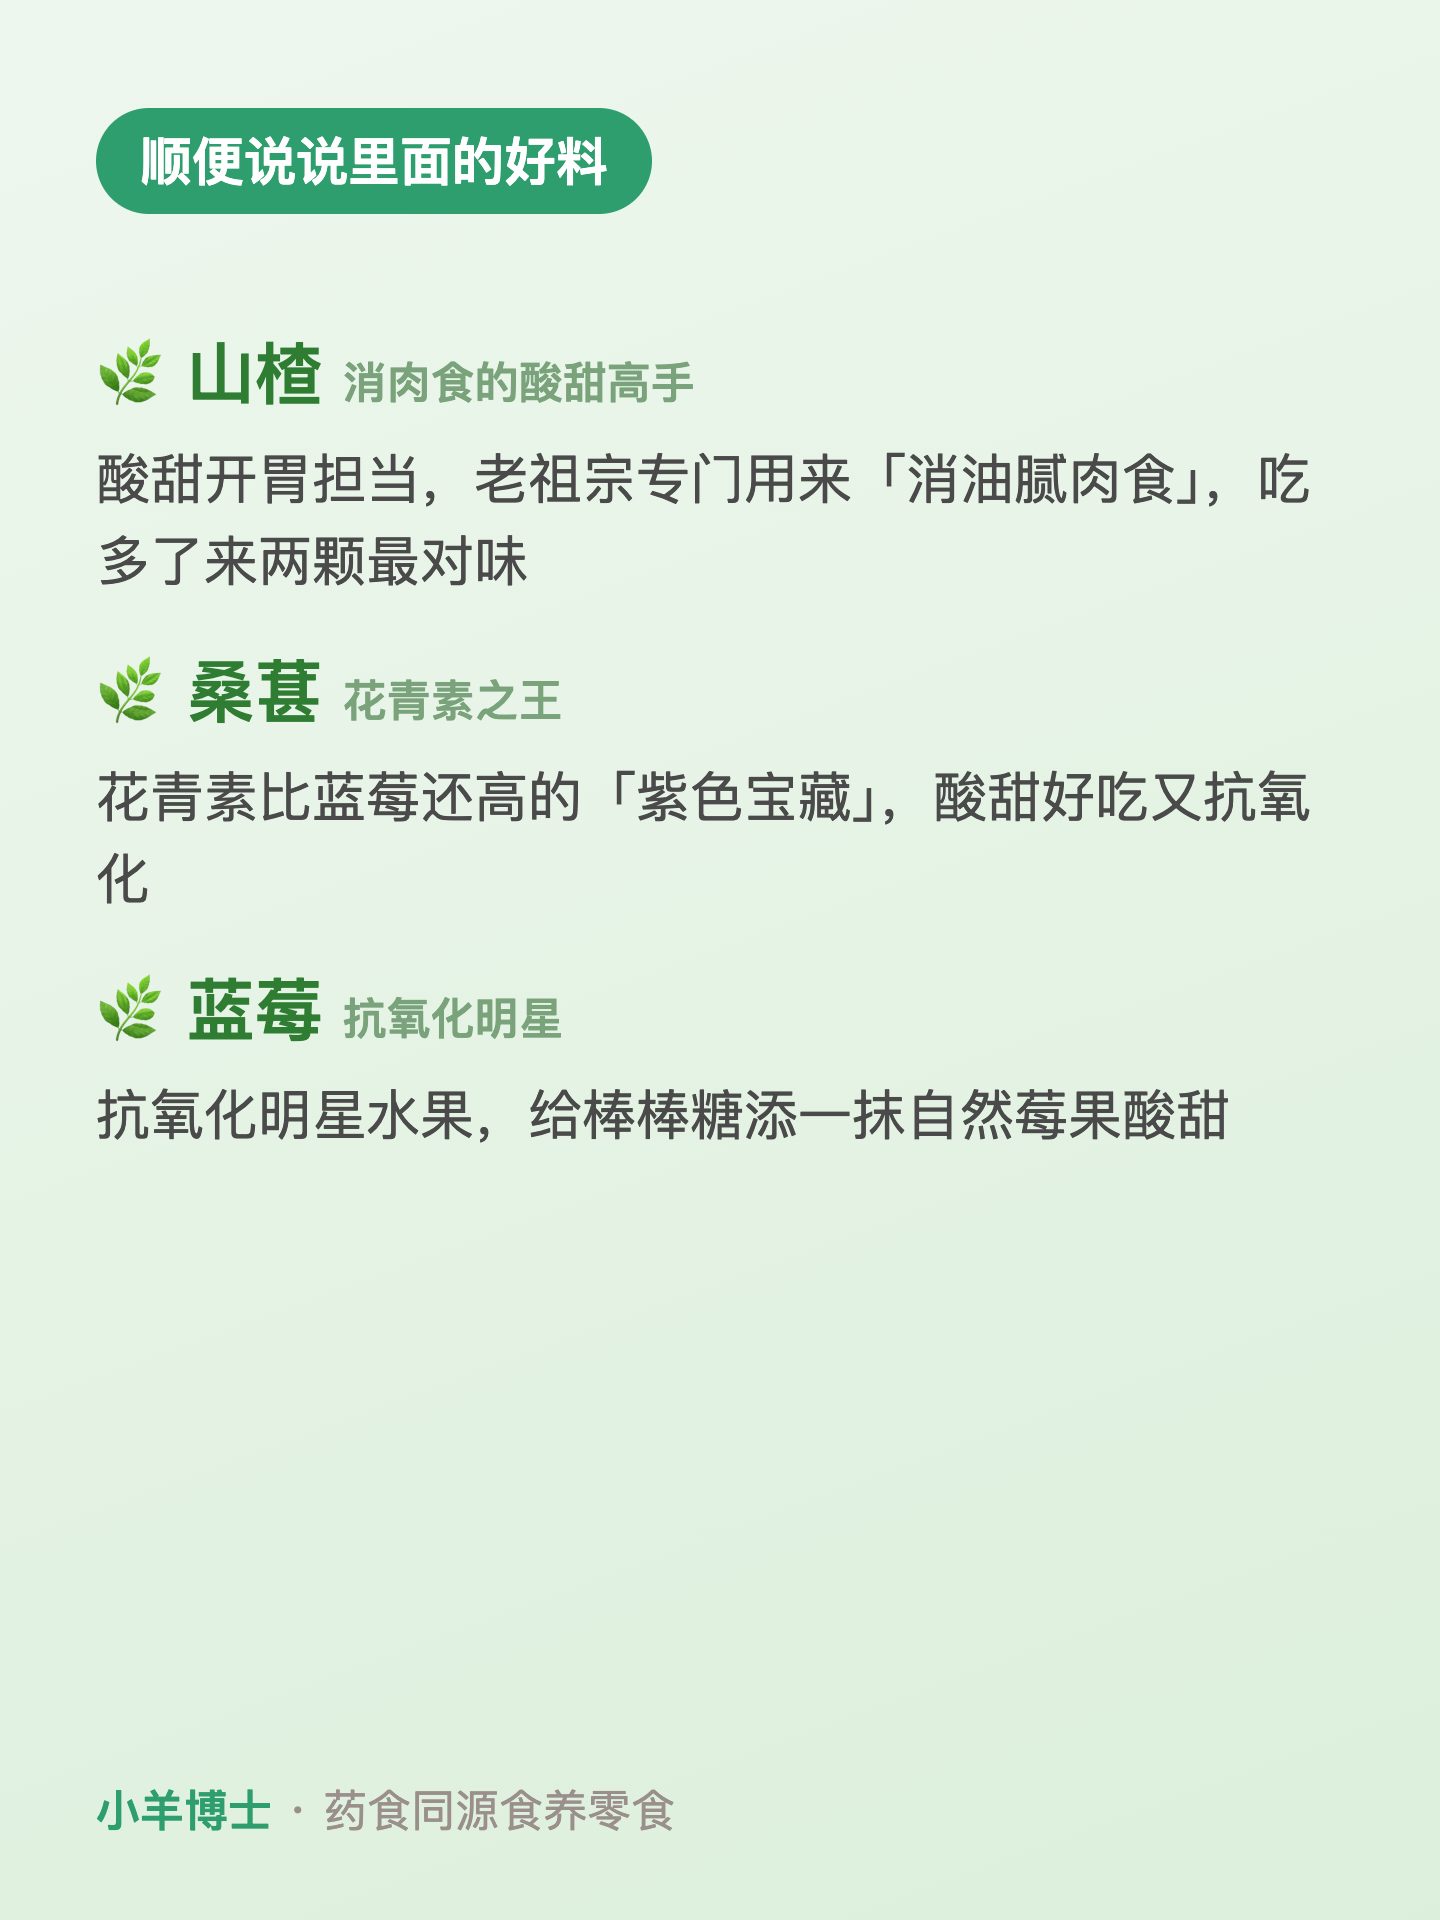 顺便说说里面的好料
🌿 山楂 消肉食的酸甜高手
酸甜开胃担当，老祖宗专门用来「消油腻肉食」，吃
多了来两颗最对味
🌿 桑葚 花青素之王
花青素比蓝莓还高的「紫色宝藏」，酸甜好吃又抗氧
化
🌿 蓝莓 抗氧化明星
抗氧化明星水果，给棒棒糖添一抹自然莓果酸甜
小羊博士 · 药食同源食养零食